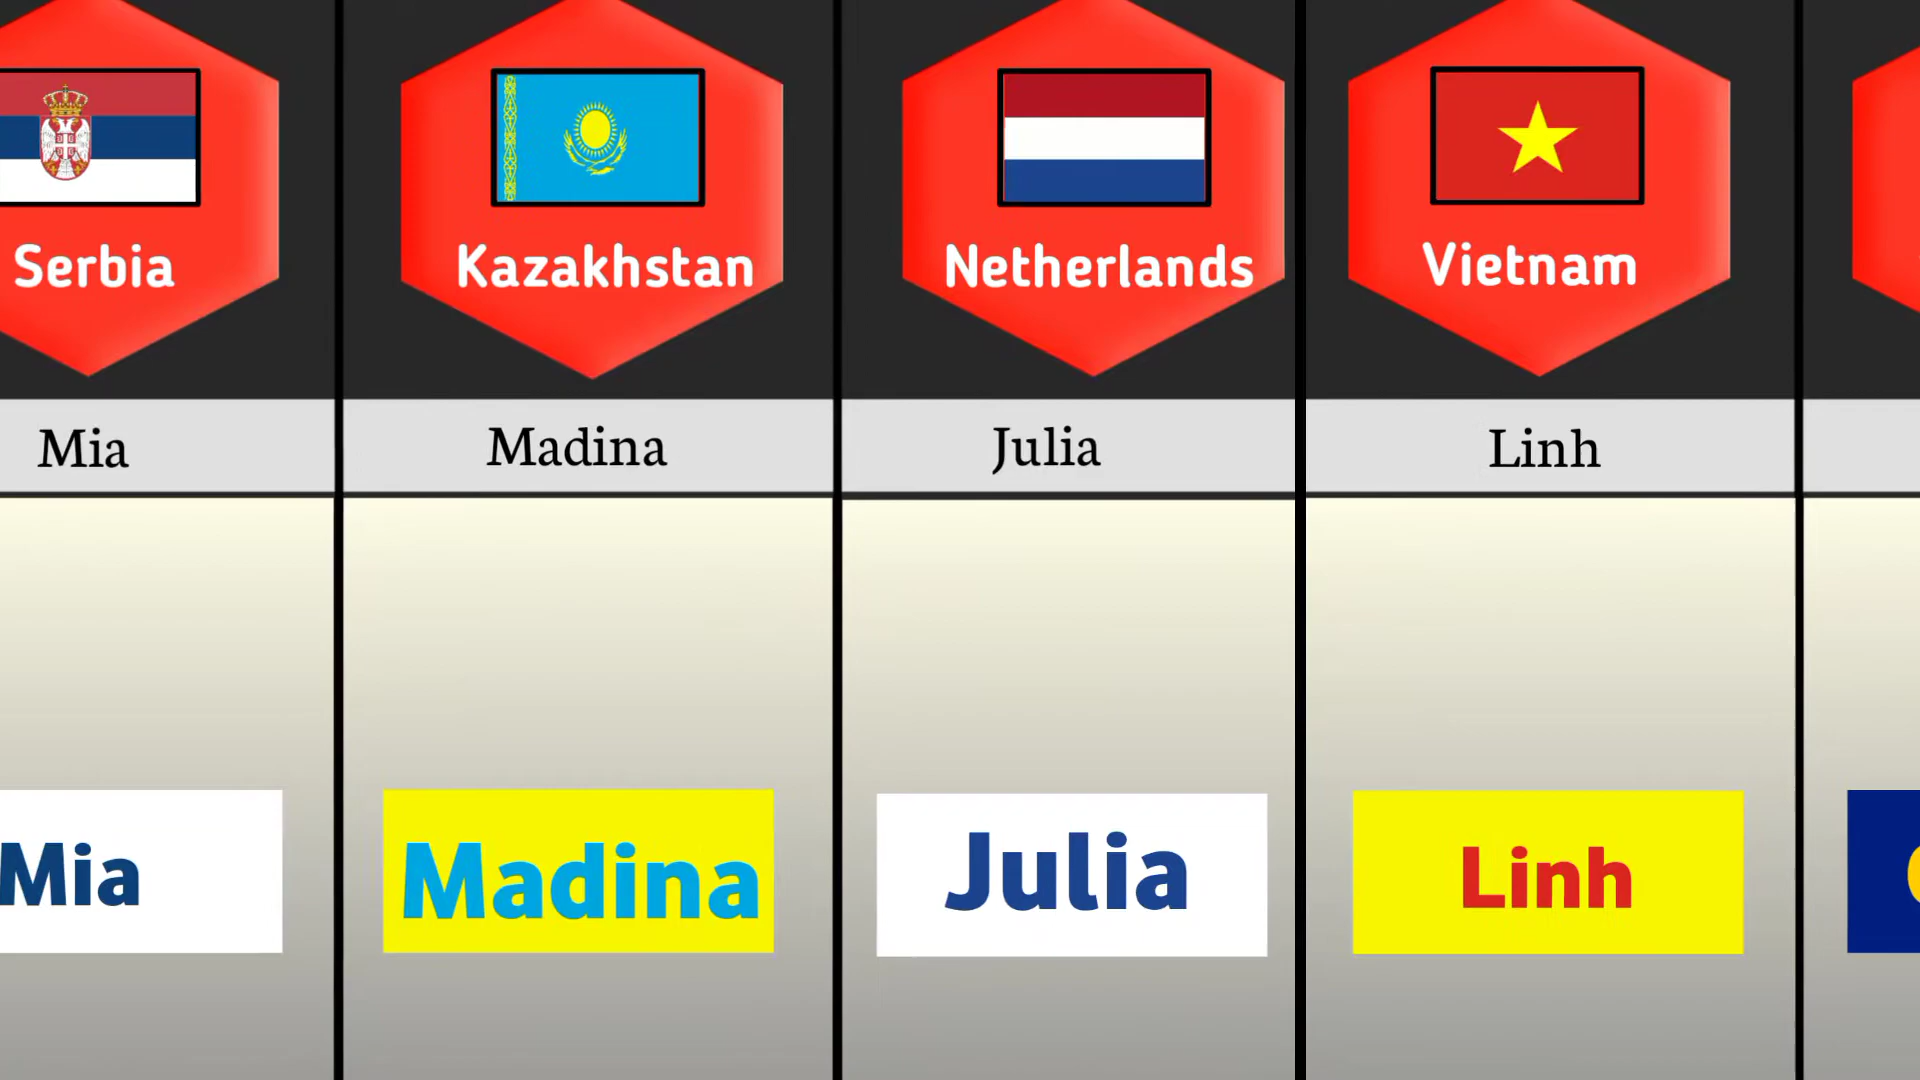 Serbia
Kazakhstan
Netherlands
Vietnam
Mia
Madina
Julia
Linh
Mia
Madina
Julia
Linh